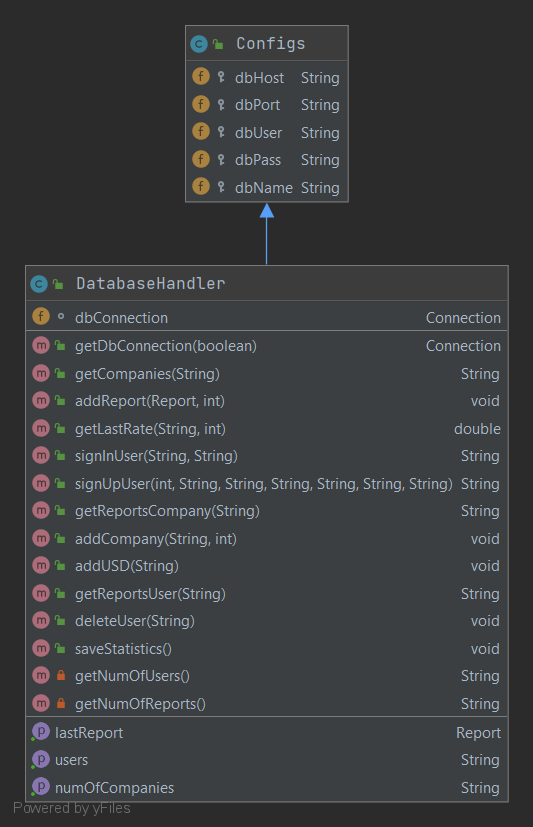 Configs
dbHost String
dbPort String
dbUser String
dbPass String
dbName String
DatabaseHandler
dbConnection Connection
getDbConnection(boolean) Connection
getCompanies(String) String
addReport(Report, int) void
getLastRate(String, int) double
signInUser(String, String) String
signUpUser(int, String, String, String, String, String, String) String
getReportsCompany(String) String
addCompany(String, int) void
addUSD(String) void
getReportsUser(String) String
deleteUser(String) void
saveStatistics() void
getNumOfUsers() String
getNumOfReports() String
lastReport Report
users String
numOfCompanies String
Powered by yFiles